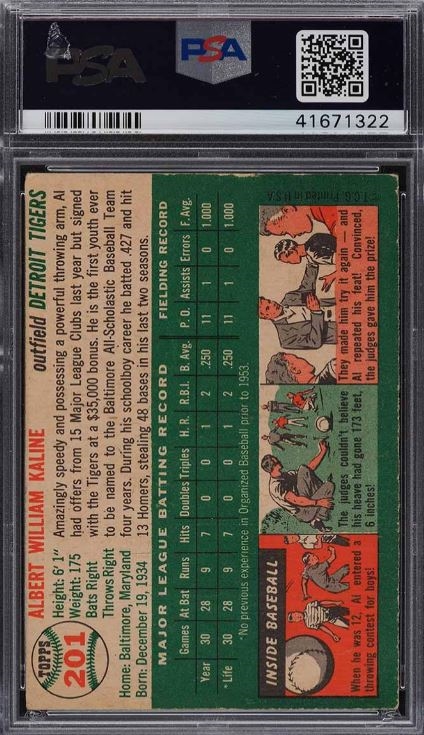 PSA
PSA
41671322
TOPPS
201
ALBERT WILLIAM KALINE
outfield DETROIT TIGERS
Height: 6' 1"
Weight: 175
Bats Right
Throws Right
Home: Baltimore, Maryland
Born: December 19, 1934
Amazingly speedy and possessing a powerful throwing arm, Al
had offers from 15 Major League Clubs last year but signed
with the Tigers at a $35,000 bonus. He is the first youth ever
to be named to the Baltimore All-Scholastic Baseball Team
four years. During his schoolboy career he batted .427 and hit
13 Homers, stealing 48 bases in his last two seasons.
MAJOR LEAGUE BATTING RECORD FIELDING RECORD
Games At Bat Runs Hits Doubles Triples H. R. R.B.I. B. Avg. P. O. Assists Errors F. Avg.
Year 30 28 9 7 0 0 1 2 .250 11 1 0 1.000
*Life 30 28 9 7 0 0 1 2 .250 11 1 0 1.000
*No previous experience in Organized Baseball prior to 1953.
INSIDE BASEBALL
When he was 12, Al entered a
throwing contest for boys!
The judges couldn't believe
his heave had gone 173 feet,
6 inches!
They made him try it again — and
Al repeated his feat! Convinced,
the judges gave him the prize!
T.C.G. Printed in U.S.A.